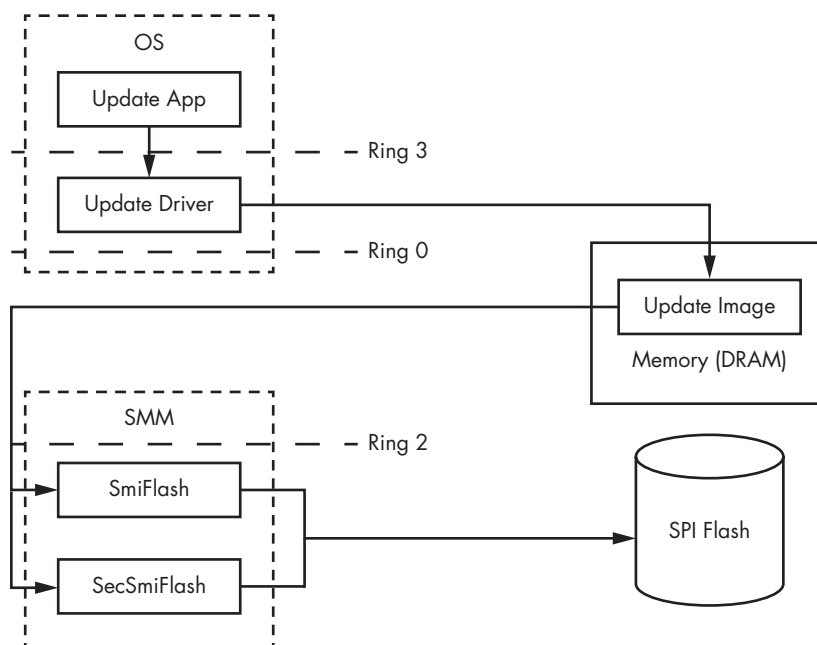 OS
Update App
Ring 3
Update Driver
Ring 0
Update Image
Memory (DRAM)
SMM
Ring 2
SmiFlash
SPI Flash
SecSmiFlash